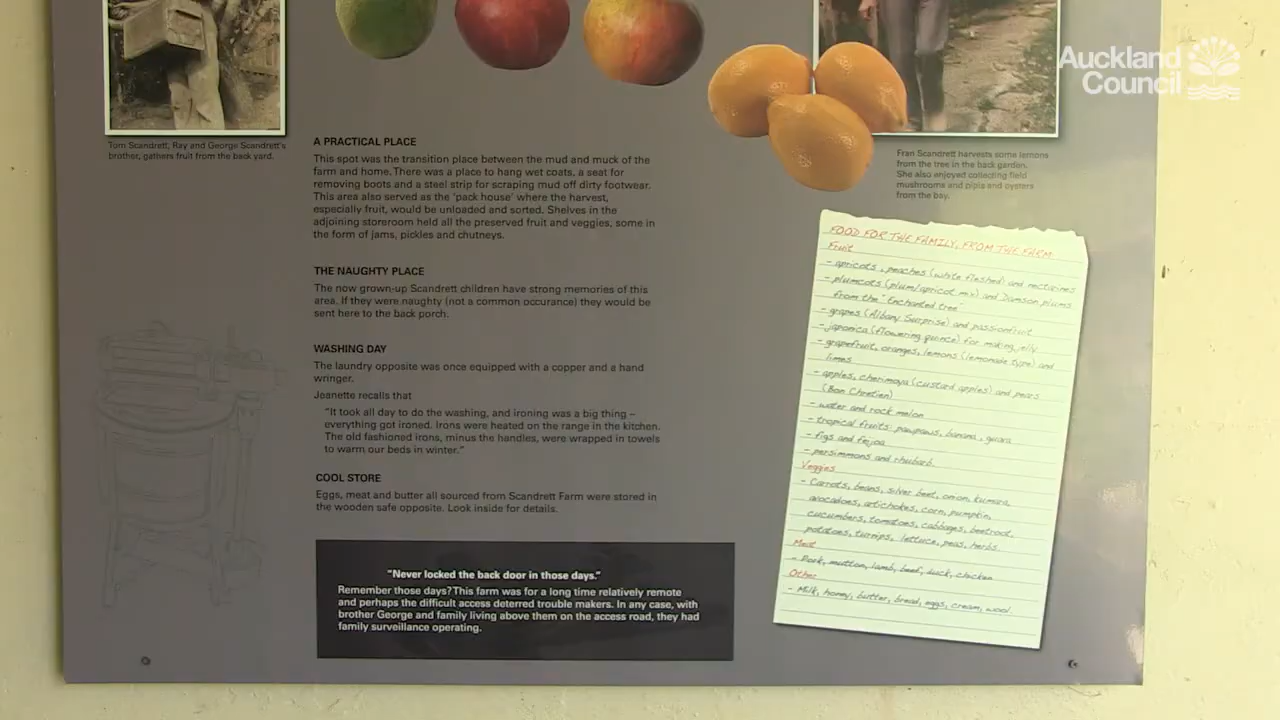 Auckland
Council
Tom Scandrett, Ray and George Scandrett's
brother, gathers fruit from the back yard.
A PRACTICAL PLACE
This spot was the transition place between the mud and muck of the
farm and home. There was a place to hang wet coats, a seat for
removing boots and a steel strip for scraping mud off dirty footwear.
This area also served as the 'pack house' where the harvest,
especially fruit, would be unloaded and sorted. Shelves in the
adjoining storeroom held all the preserved fruit and veggies, some in
the form of jams, pickles and chutneys.
THE NAUGHTY PLACE
The now grown-up Scandrett children have strong memories of this
area. If they were naughty (not a common occurance) they would be
sent here to the back porch.
WASHING DAY
The laundry opposite was once equipped with a copper and a hand
wringer.
Jeanette recalls that
"It took all day to do the washing, and ironing was a big thing –
everything got ironed. Irons were heated on the range in the kitchen.
The old fashioned irons, minus the handles, were wrapped in towels
to warm our beds in winter."
COOL STORE
Eggs, meat and butter all sourced from Scandrett Farm were stored in
the wooden safe opposite. Look inside for details.
"Never locked the back door in those days."
Remember those days? This farm was for a long time relatively remote
and perhaps the difficult access deterred trouble makers. In any case, with
brother George and family living above them on the access road, they had
family surveillance operating.
Fran Scandrett harvests some lemons
from the tree in the back garden.
She also enjoyed collecting field
mushrooms and pipis and oysters
from the bay.
FOOD FOR THE FAMILY, FROM THE FARM
Fruit
- apricots, peaches (white fleshed) and nectarines
- plumcots (plum/apricot mix) and Damson plums
from the "Enchanted tree"
- grapes (Albany Surprise) and passionfruit
- japonica (flowering quince) for making jelly
- grapefruit, oranges, lemons (lemonade type) and
limes
- apples, cherimoya (custard apples) and pears
(Bon Chretien)
- water and rock melon
- tropical fruits: pawpaws, banana, guava
- figs and feijoa
- persimmons and rhubarb.
Veggies
- Carrots, beans, silver beet, onion, kumara,
avocadoes, artichokes, corn, pumpkin,
cucumbers, tomatoes, cabbages, beetroot,
potatoes, turnips, lettuce, peas, herbs.
Meat
- Pork, mutton, lamb, beef, duck, chicken
Other
- Milk, honey, butter, bread, eggs, cream, wool.